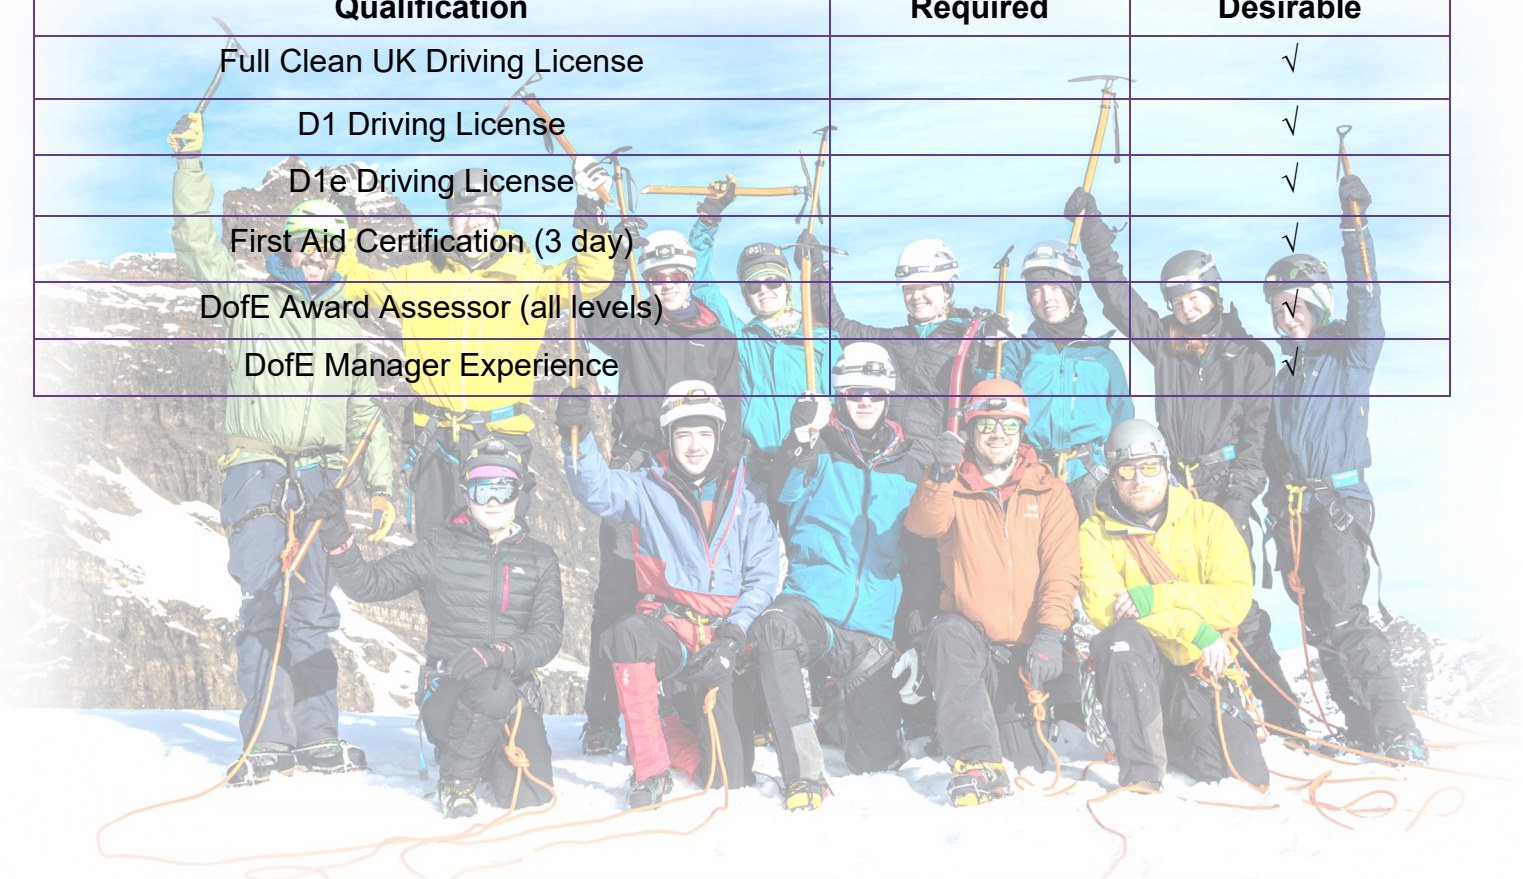 Qualification Required Desirable
Full Clean UK Driving License √
D1 Driving License √
D1e Driving License √
First Aid Certification (3 day) √
DofE Award Assessor (all levels) √
DofE Manager Experience √